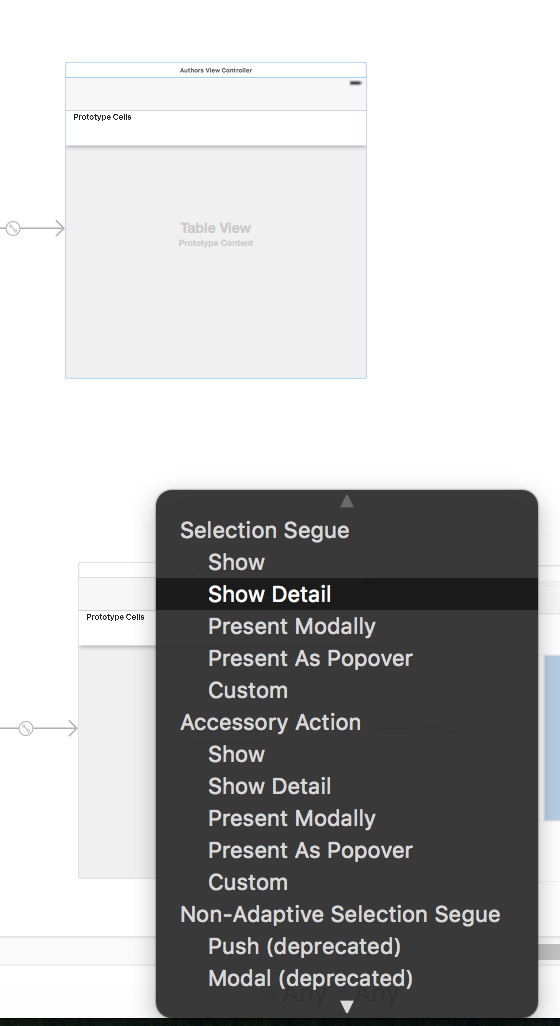 Authors View Controller
Prototype Cells
Table View
Prototype Content
Prototype Cells
Selection Segue
Show
Show Detail
Present Modally
Present As Popover
Custom
Accessory Action
Show
Show Detail
Present Modally
Present As Popover
Custom
Non-Adaptive Selection Segue
Push (deprecated)
Modal (deprecated)
Any Any